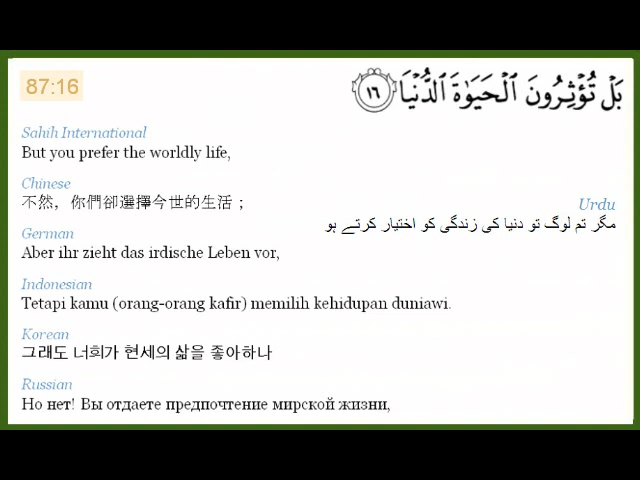 87:16
بَلْ تُؤْثِرُونَ ٱلْحَيَوٰةَ ٱلدُّنْيَا ١٦
Sahih International
But you prefer the worldly life,
Chinese
不然，你們卻選擇今世的生活；
Urdu
مگر تم لوگ تو دنیا کی زندگی کو اختیار کرتے ہو
German
Aber ihr zieht das irdische Leben vor,
Indonesian
Tetapi kamu (orang-orang kafir) memilih kehidupan duniawi.
Korean
그래도 너희가 현세의 삶을 좋아하나
Russian
Но нет! Вы отдаете предпочтение мирской жизни,